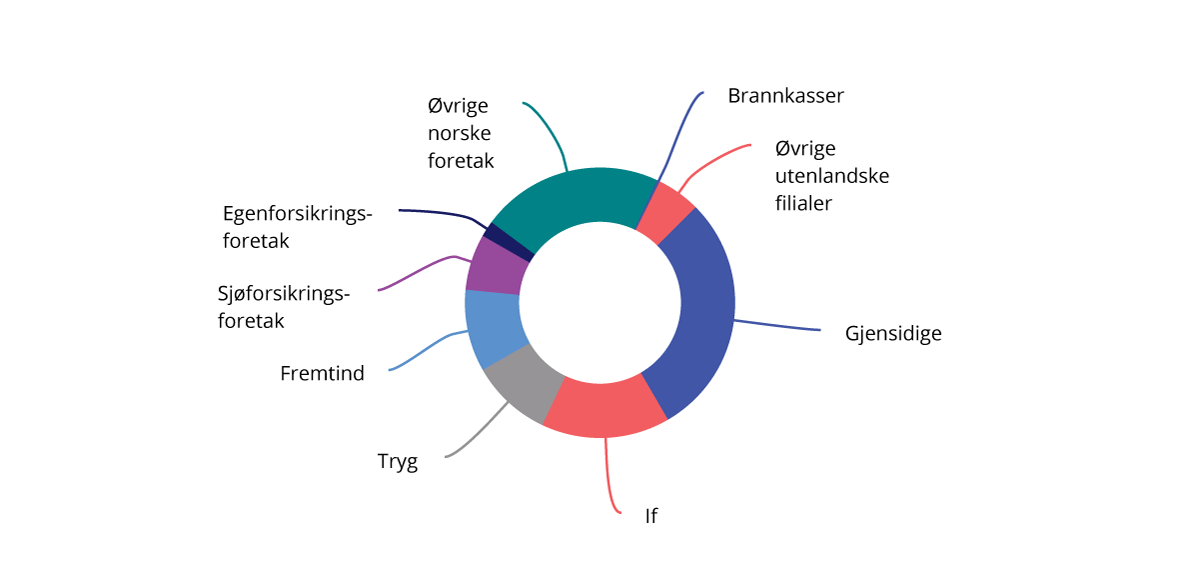 Brannkasser
Øvrige
utenlandske
filialer
Gjensidige
If
Tryg
Fremtind
Sjøforsikrings-
foretak
Egenforsikrings-
foretak
Øvrige
norske
foretak